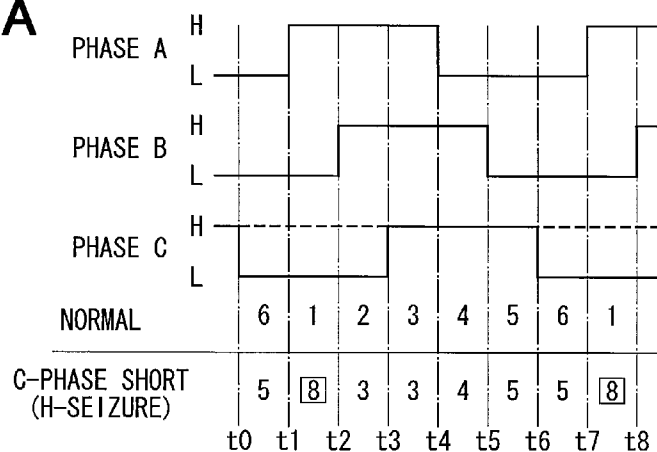 A
H
PHASE A
L
H
PHASE B
L
H
PHASE C
L
NORMAL 6 1 2 3 4 5 6 1
C-PHASE SHORT
(H-SEIZURE) 5 8 3 3 4 5 5 8
t0 t1 t2 t3 t4 t5 t6 t7 t8